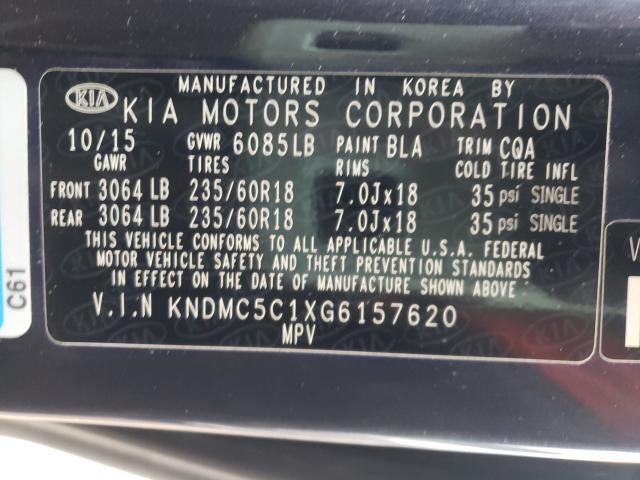 MANUFACTURED IN KOREA BY
KIA KIA MOTORS CORPORATION
10/15 GVWR 6085LB PAINT BLA TRIM CQA
GAWR TIRES RIMS COLD TIRE INFL
FRONT 3064 LB 235/60R18 7.0Jx18 35 psi SINGLE
REAR 3064 LB 235/60R18 7.0Jx18 35 psi SINGLE
THIS VEHICLE CONFORMS TO ALL APPLICABLE U.S.A. FEDERAL
MOTOR VEHICLE SAFETY AND THEFT PREVENTION STANDARDS
IN EFFECT ON THE DATE OF MANUFACTURE SHOWN ABOVE.
V.I.N KNDMC5C1XG6157620
MPV
C61
V